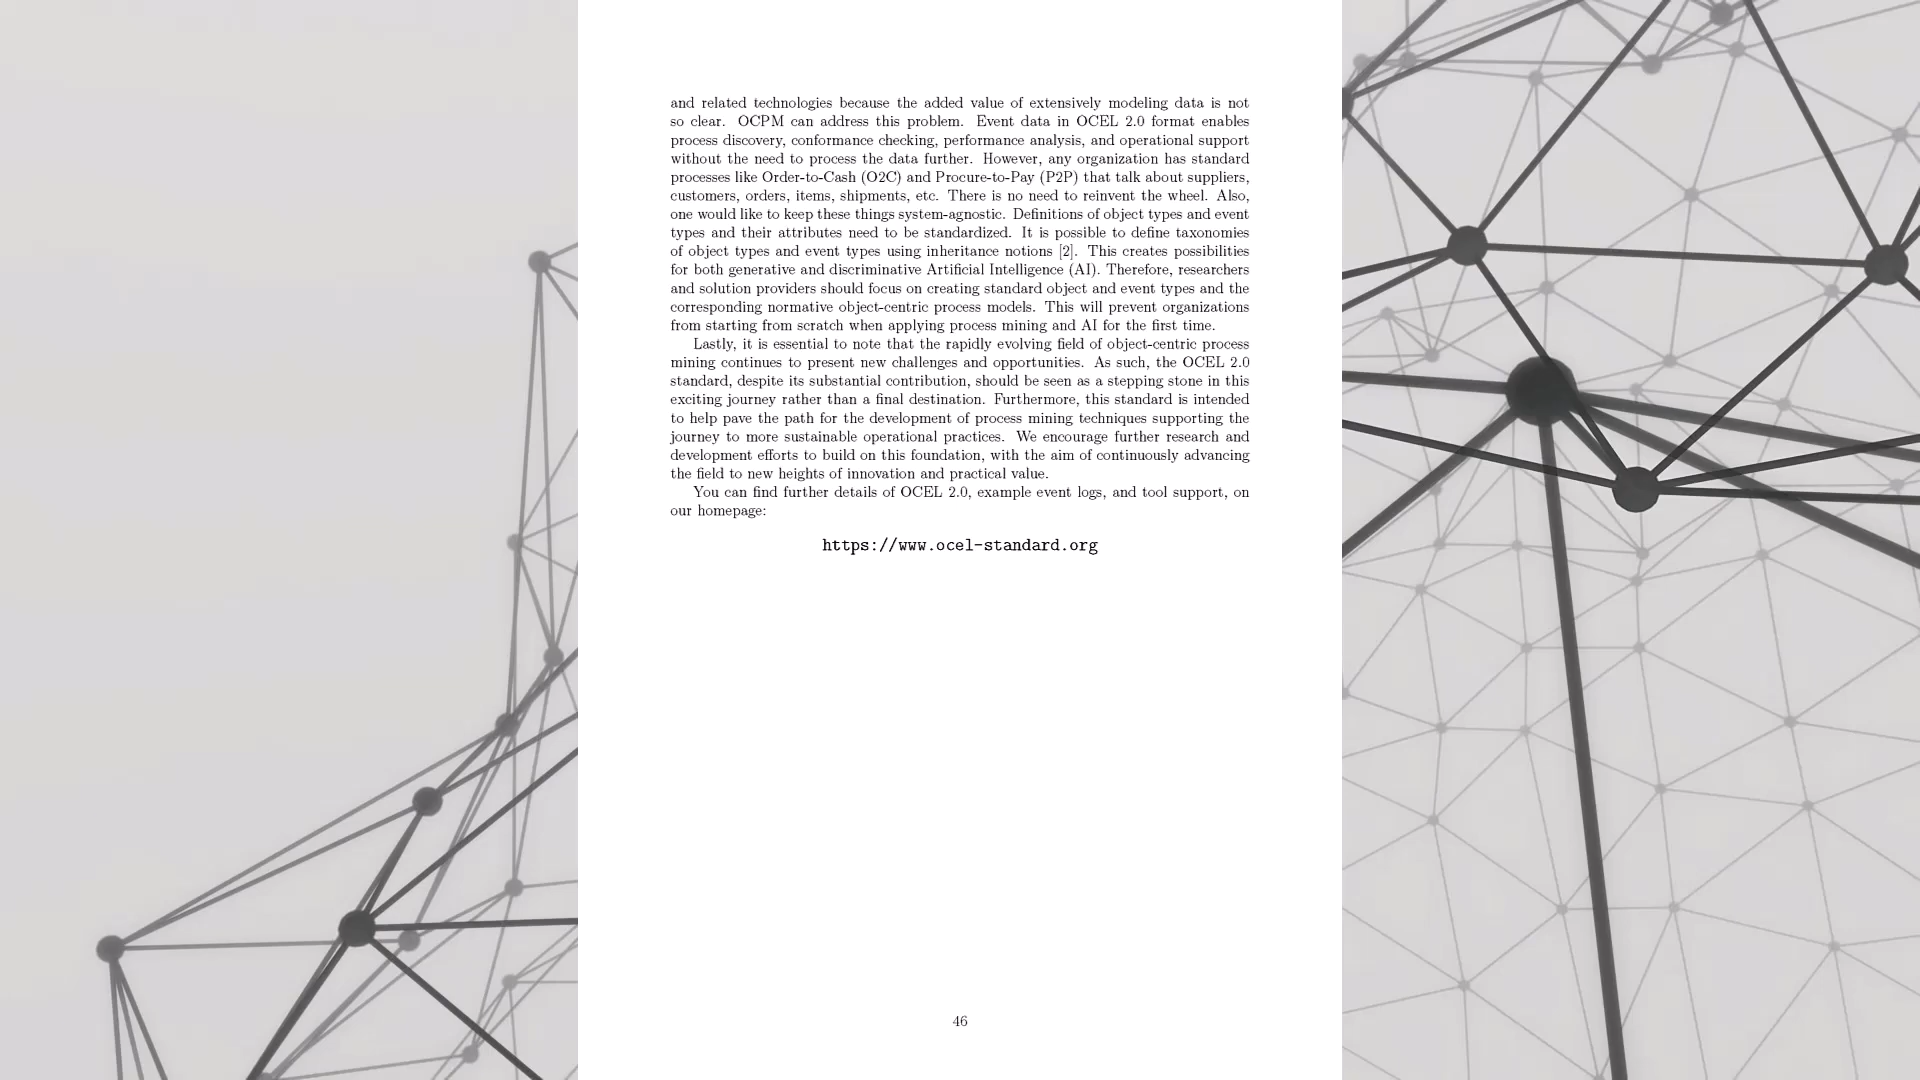 and related technologies because the added value of extensively modeling data is not
so clear. OCPM can address this problem. Event data in OCEL 2.0 format enables
process discovery, conformance checking, performance analysis, and operational support
without the need to process the data further. However, any organization has standard
processes like Order-to-Cash (O2C) and Procure-to-Pay (P2P) that talk about suppliers,
customers, orders, items, shipments, etc. There is no need to reinvent the wheel. Also,
one would like to keep these things system-agnostic. Definitions of object types and event
types and their attributes need to be standardized. It is possible to define taxonomies
of object types and event types using inheritance notions [2]. This creates possibilities
for both generative and discriminative Artificial Intelligence (AI). Therefore, researchers
and solution providers should focus on creating standard object and event types and the
corresponding normative object-centric process models. This will prevent organizations
from starting from scratch when applying process mining and AI for the first time.
Lastly, it is essential to note that the rapidly evolving field of object-centric process
mining continues to present new challenges and opportunities. As such, the OCEL 2.0
standard, despite its substantial contribution, should be seen as a stepping stone in this
exciting journey rather than a final destination. Furthermore, this standard is intended
to help pave the path for the development of process mining techniques supporting the
journey to more sustainable operational practices. We encourage further research and
development efforts to build on this foundation, with the aim of continuously advancing
the field to new heights of innovation and practical value.
You can find further details of OCEL 2.0, example event logs, and tool support, on
our homepage:
https://www.ocel-standard.org
46